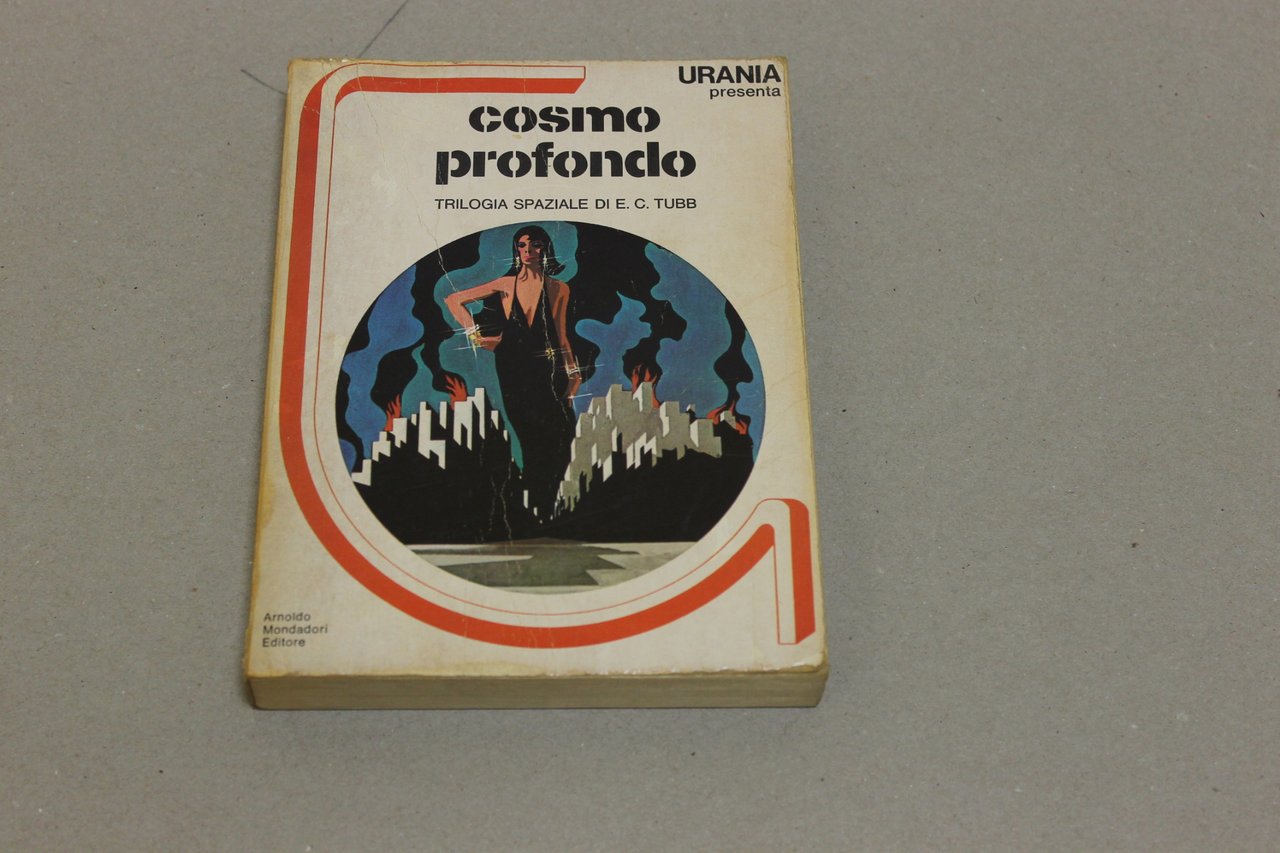 URANIA
presenta
cosmo
profondo
TRILOGIA SPAZIALE DI E. C. TUBB
Arnoldo
Mondadori
Editore